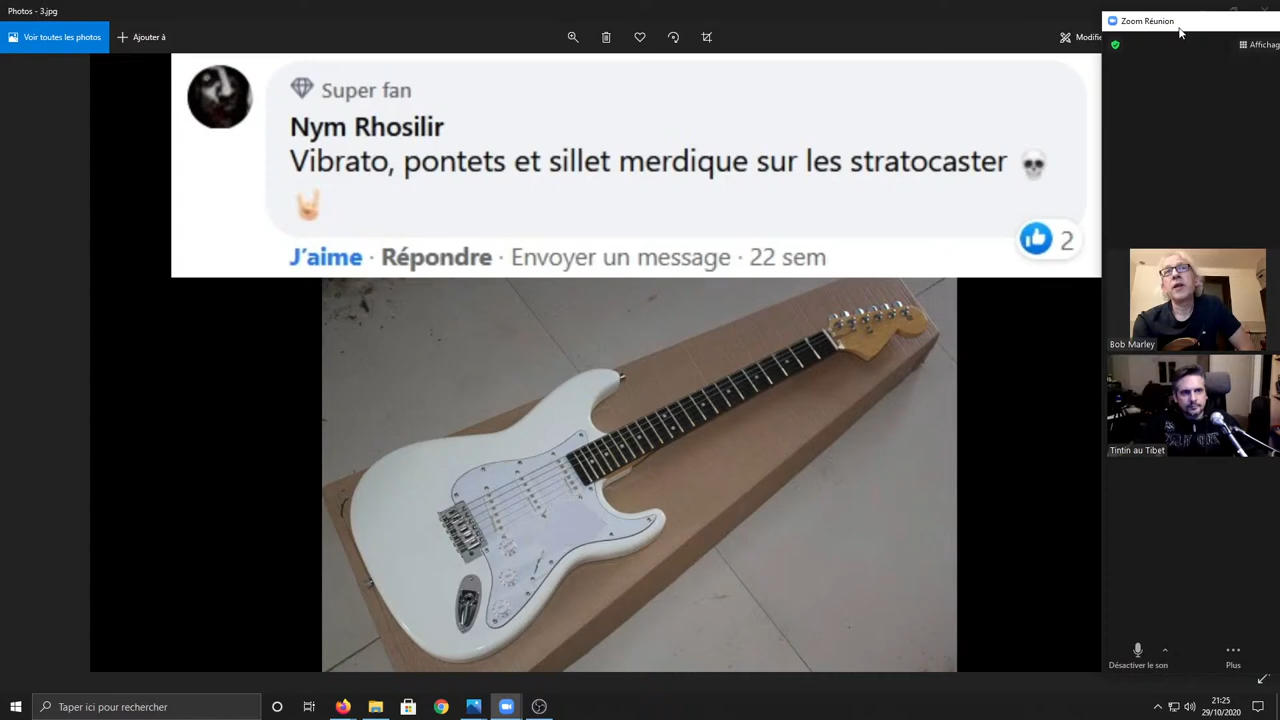 Photos - 3.jpg
Zoom Réunion
Voir toutes les photos
Ajouter à
Modifie
Affichag
Super fan
Nym Rhosilir
Vibrato, pontets et sillet merdique sur les stratocaster 💀
🤘🏻
2
J'aime · Répondre · Envoyer un message · 22 sem
Bob Marley
Tintin au Tibet
Désactiver le son
Plus
Taper ici pour rechercher
21:25
29/10/2020